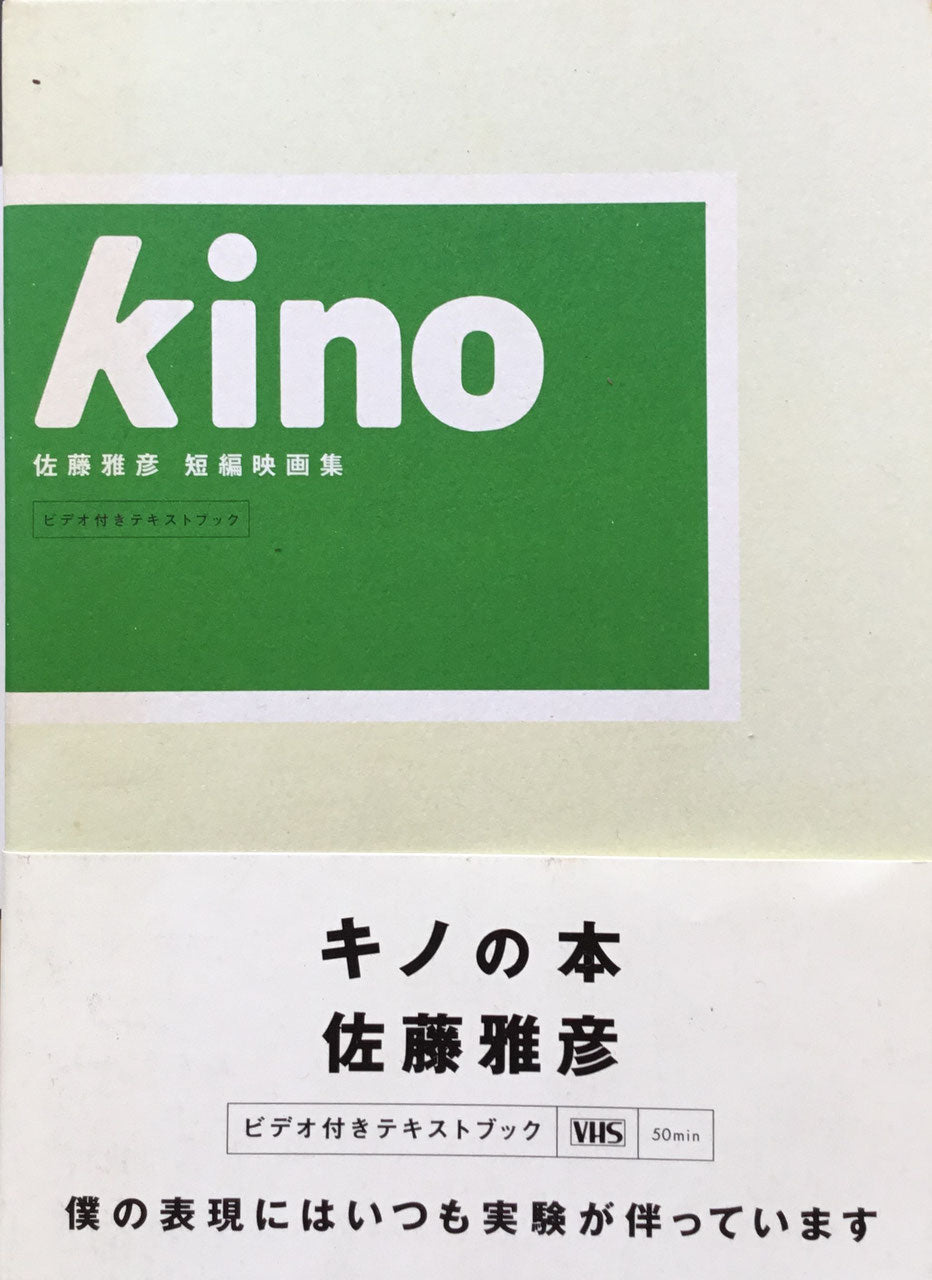 kino
佐藤雅彦 短編映画集
ビデオ付きテキストブック
キノの本
佐藤雅彦
ビデオ付きテキストブック VHS 50min
僕の表現にはいつも実験が伴っています